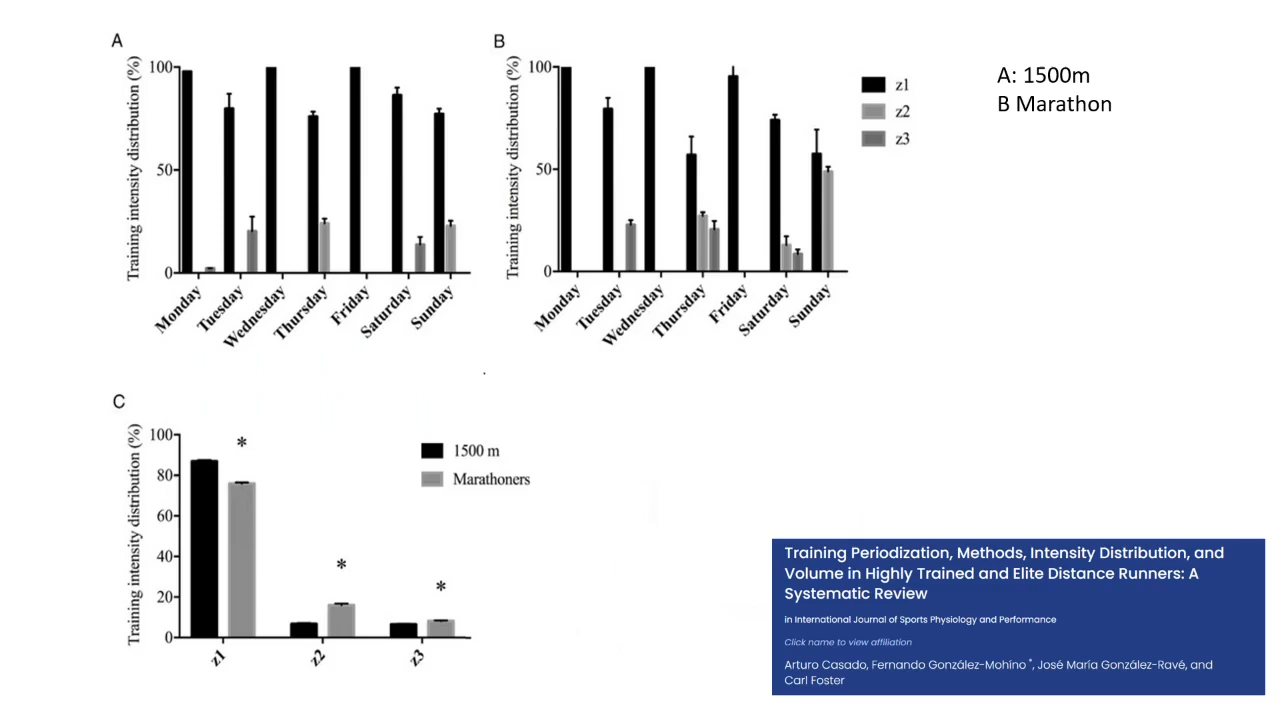 A
Training intensity distribution (%)
100
50
0
Monday
Tuesday
Wednesday
Thursday
Friday
Saturday
Sunday
B
Training intensity distribution (%)
100
50
0
Monday
Tuesday
Wednesday
Thursday
Friday
Saturday
Sunday
z1
z2
z3
A: 1500m
B Marathon
C
Training intensity distribution (%)
100
80
60
40
20
0
*
*
*
z1
z2
z3
1500 m
Marathoners
Training Periodization, Methods, Intensity Distribution, and
Volume in Highly Trained and Elite Distance Runners: A
Systematic Review
in International Journal of Sports Physiology and Performance
Click name to view affiliation
Arturo Casado, Fernando González-Mohíno *, José María González-Ravé, and
Carl Foster